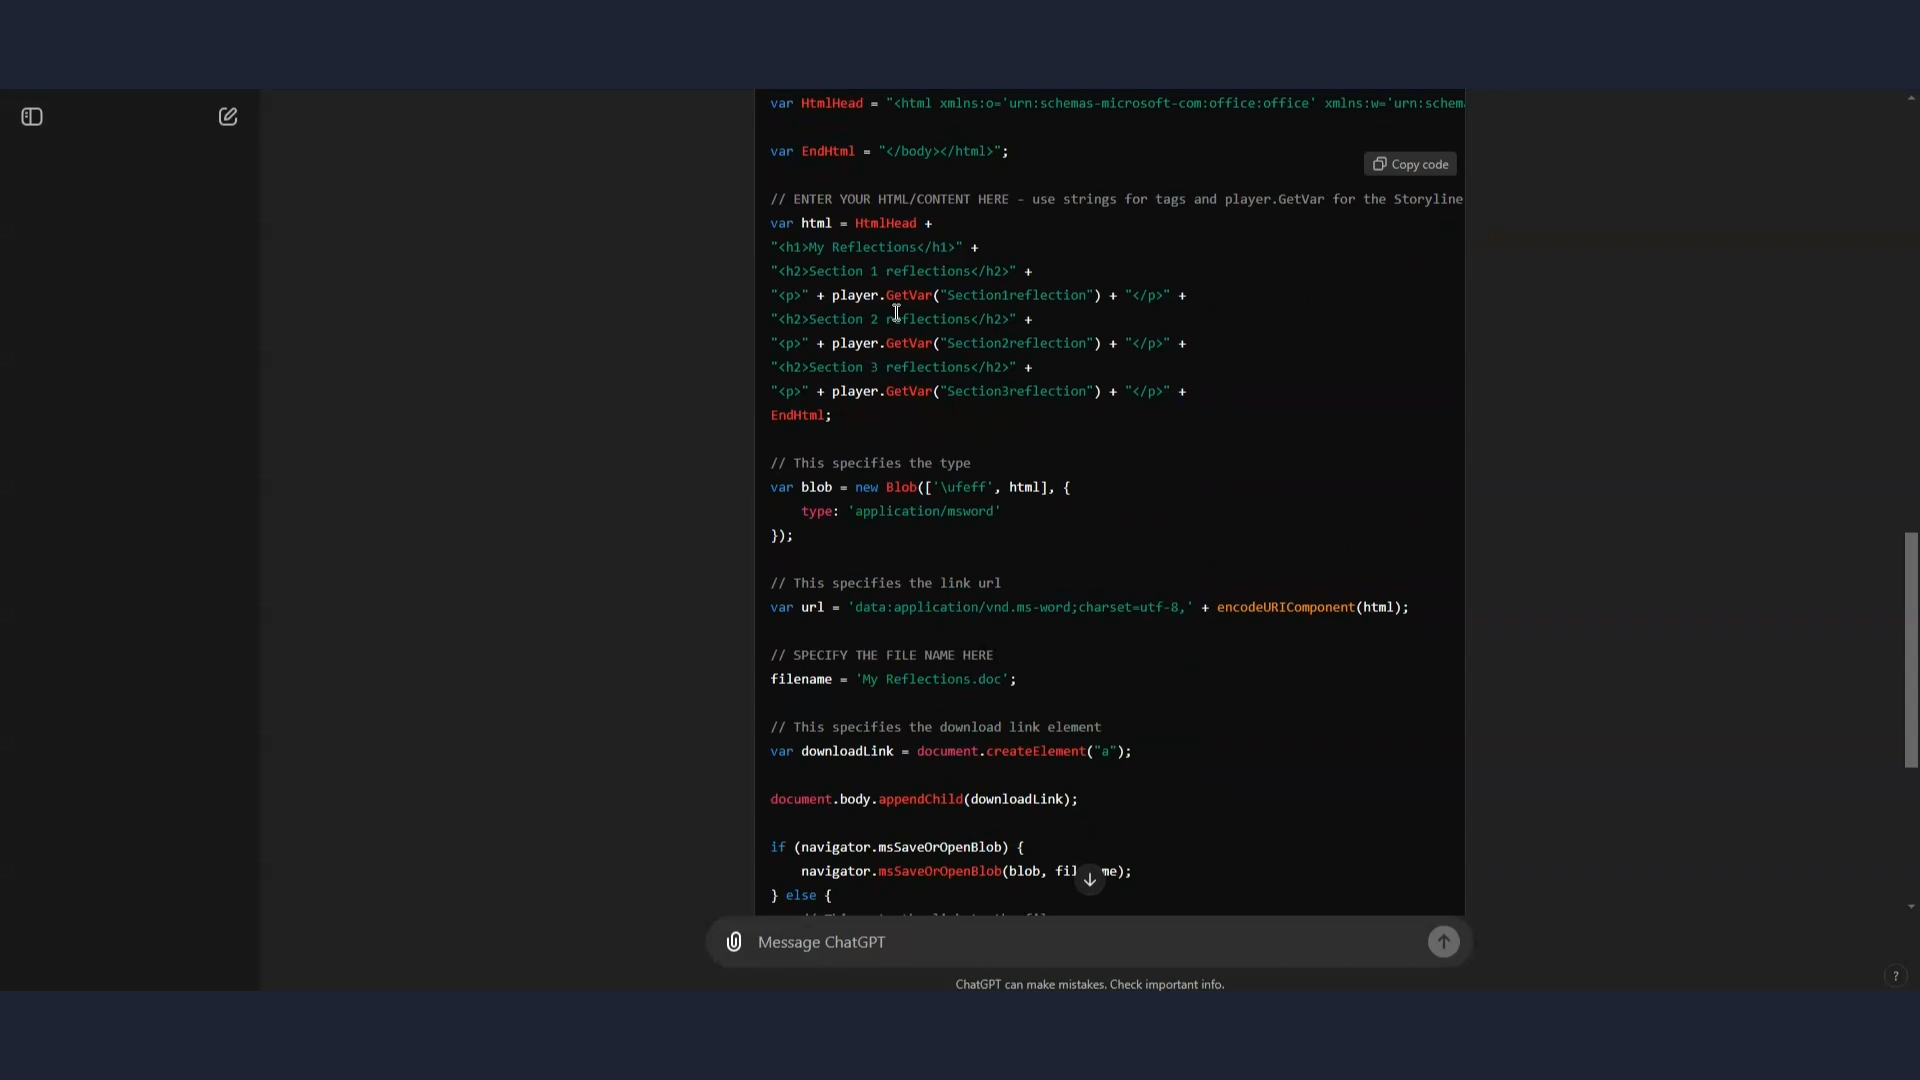 var HtmlHead = "<html xmlns:o='urn:schemas-microsoft-com:office:office' xmlns:w='urn:schem
var EndHtml = "</body></html>";
Copy code
// ENTER YOUR HTML/CONTENT HERE - use strings for tags and player.GetVar for the Storyline
var html = HtmlHead +
"<h1>My Reflections</h1>" +
"<h2>Section 1 reflections</h2>" +
"<p>" + player.GetVar("Section1reflection") + "</p>" +
"<h2>Section 2 reflections</h2>" +
"<p>" + player.GetVar("Section2reflection") + "</p>" +
"<h2>Section 3 reflections</h2>" +
"<p>" + player.GetVar("Section3reflection") + "</p>" +
EndHtml;
// This specifies the type
var blob = new Blob(['\ufeff', html], {
    type: 'application/msword'
});
// This specifies the link url
var url = 'data:application/vnd.ms-word;charset=utf-8,' + encodeURIComponent(html);
// SPECIFY THE FILE NAME HERE
filename = 'My Reflections.doc';
// This specifies the download link element
var downloadLink = document.createElement("a");
document.body.appendChild(downloadLink);
if (navigator.msSaveOrOpenBlob) {
    navigator.msSaveOrOpenBlob(blob, fil me);
} else {
Message ChatGPT
ChatGPT can make mistakes. Check important info.
?